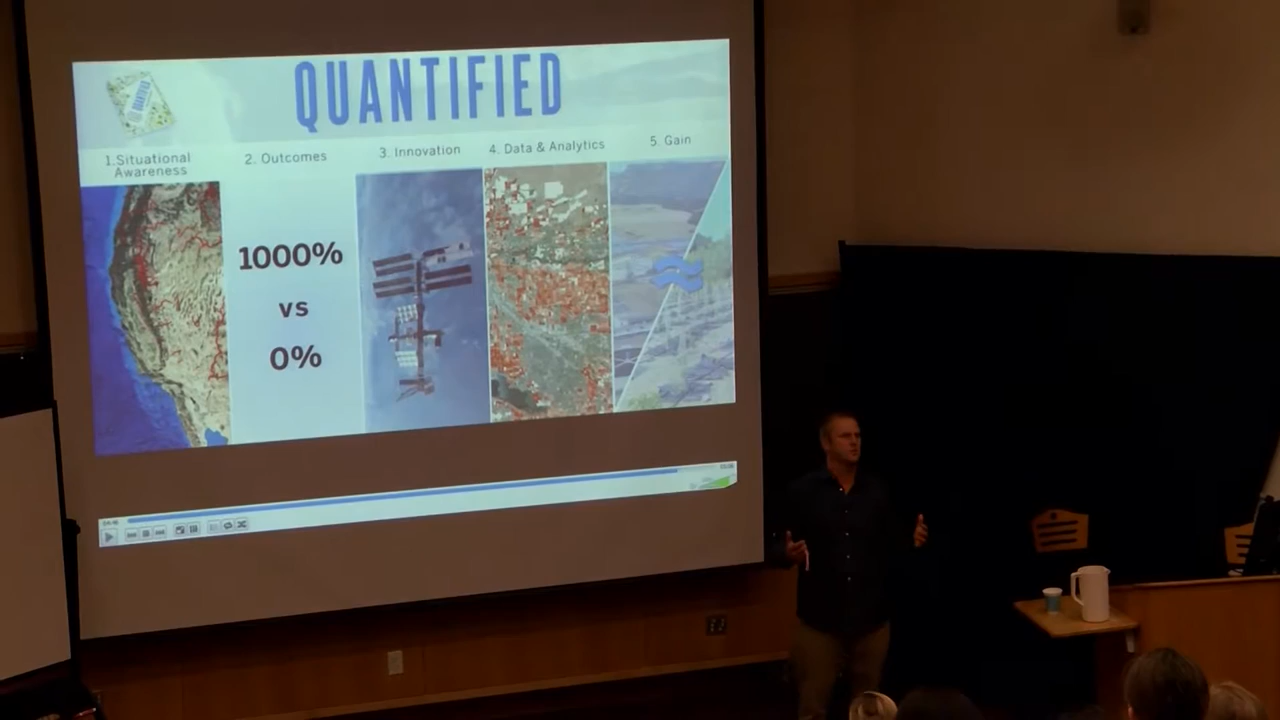 QUANTIFIED
1.Situational
Awareness
2. Outcomes
3. Innovation
4. Data & Analytics
5. Gain
1000%
vs
0%